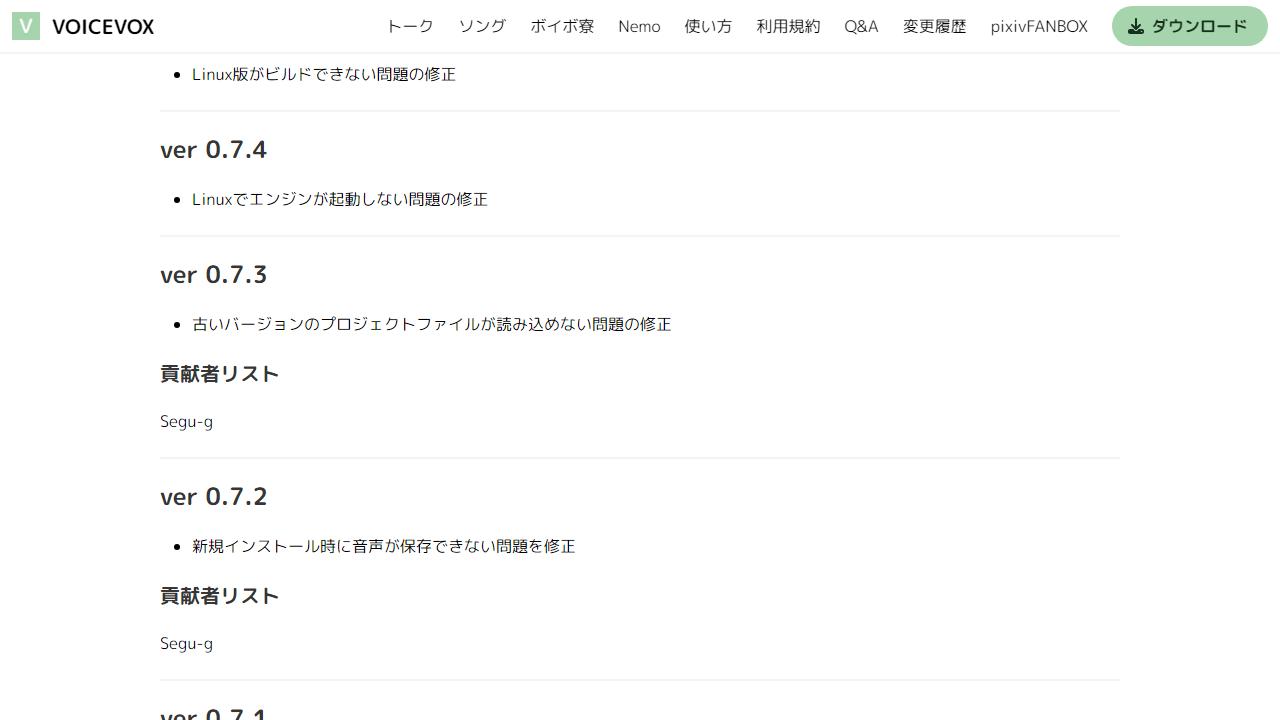 V VOICEVOX トーク ソング ボイボ寮 Nemo 使い方 利用規約 Q&A 変更履歴 pixivFANBOX ダウンロード
Linux版がビルドできない問題の修正
ver 0.7.4
Linuxでエンジンが起動しない問題の修正
ver 0.7.3
古いバージョンのプロジェクトファイルが読み込めない問題の修正
貢献者リスト
Segu-g
ver 0.7.2
新規インストール時に音声が保存できない問題を修正
貢献者リスト
Segu-g
ver 0.7.1